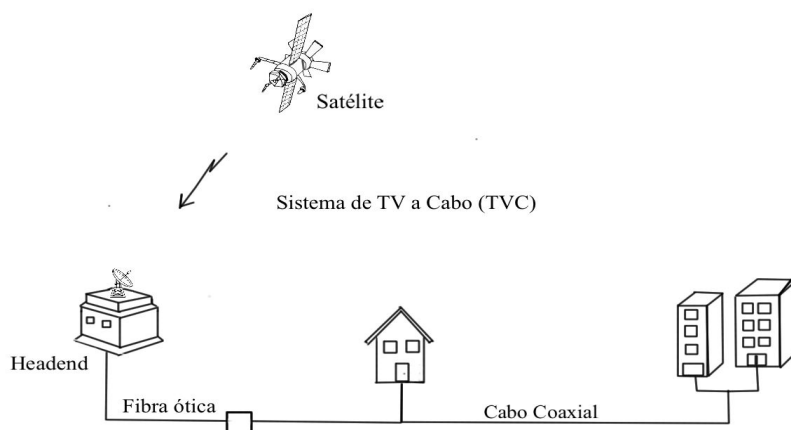 Satélite
Sistema de TV a Cabo (TVC)
Headend
Fibra ótica
Cabo Coaxial